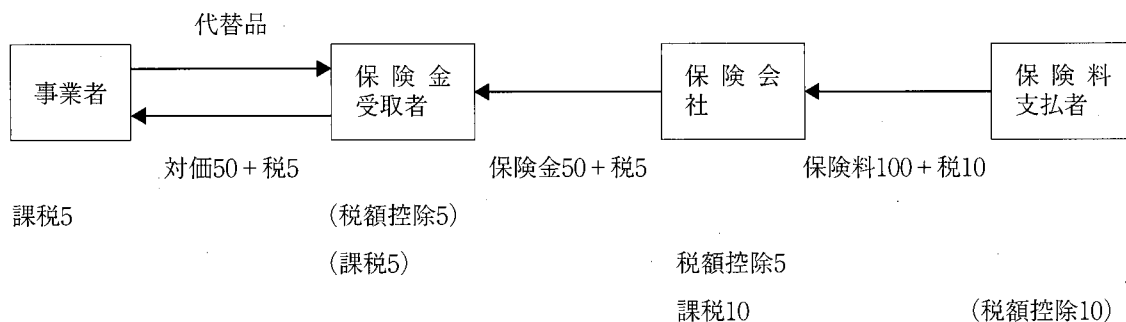 代替品
事業者
保険金
受取者
保険会
社
保険料
支払者
対価50+税5
保険金50+税5
保険料100+税10
課税5
(税額控除5)
(課税5)
税額控除5
課税10
(税額控除10)